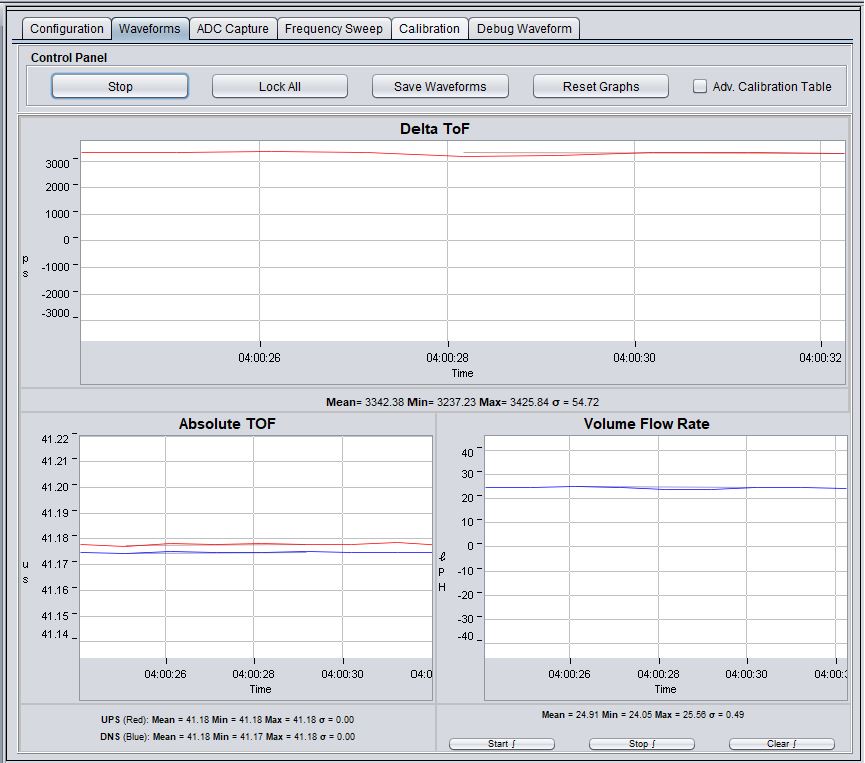 Configuration Waveforms ADC Capture Frequency Sweep Calibration Debug Waveform
Control Panel
Stop Lock All Save Waveforms Reset Graphs Adv. Calibration Table
Delta ToF
3000
2000
1000
0
-1000
-2000
-3000
p
s
04:00:26 04:00:28 04:00:30 04:00:32
Time
Mean= 3342.38 Min= 3237.23 Max= 3425.84 σ = 54.72
Absolute TOF
41.22
41.21
41.20
41.19
41.18
41.17
41.16
41.15
41.14
u
s
04:00:26 04:00:28 04:00:30 04:0
Time
UPS (Red): Mean = 41.18 Min = 41.18 Max = 41.18 σ = 0.00
DNS (Blue): Mean = 41.18 Min = 41.17 Max = 41.18 σ = 0.00
Volume Flow Rate
40
30
20
10
0
-10
-20
-30
-40
ℓ
P
H
04:00:26 04:00:28 04:00:30 04:00:3
Time
Mean = 24.91 Min = 24.05 Max = 25.56 σ = 0.49
Start ∫ Stop ∫ Clear ∫